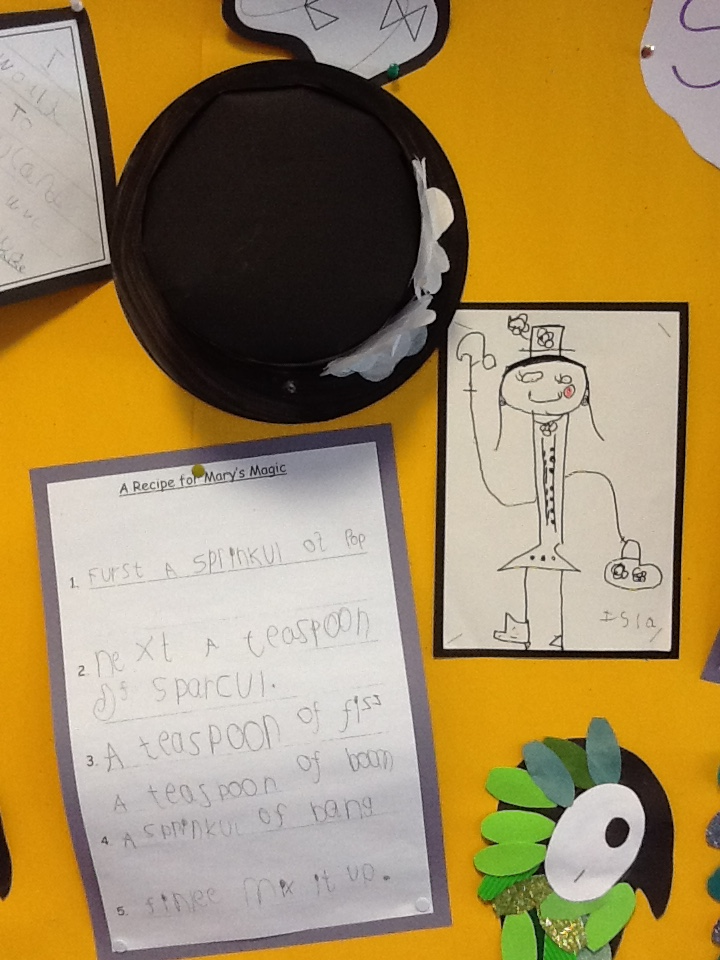 A Recipe for Mary's Magic
1. Furst A sprinkul of Pop
2. next A teaspoon
of sparcul.
3. A teaspoon of fiss
A teaspoon of boom
4. A sprinkul of bang
5. finee mix it up.
Isla
I
To
S